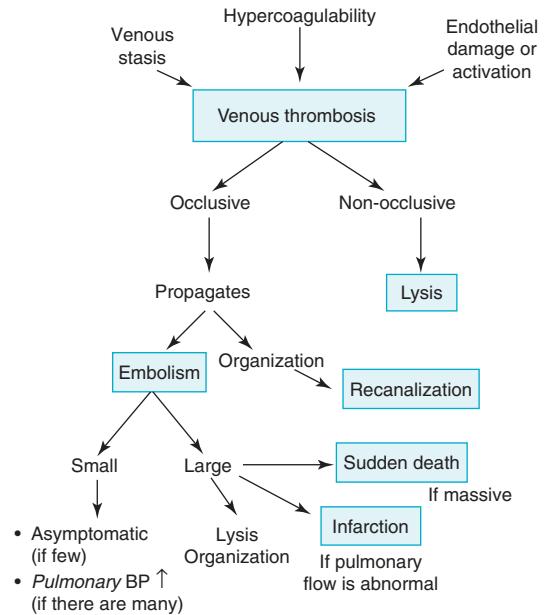 Hypercoagulability
Venous
stasis
Endothelial
damage or
activation
Venous thrombosis
Occlusive
Non-occlusive
Propagates
Lysis
Embolism
Organization
Recanalization
Small
Large
Sudden death
If massive
• Asymptomatic
(if few)
• Pulmonary BP ↑
(if there are many)
Lysis
Organization
Infarction
If pulmonary
flow is abnormal